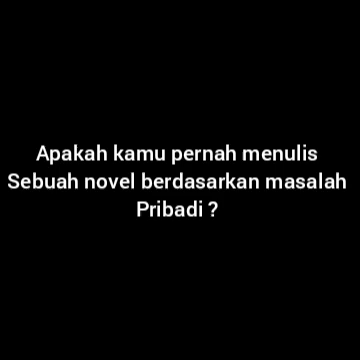 Apakah kamu pernah menulis
Sebuah novel berdasarkan masalah
Pribadi ?